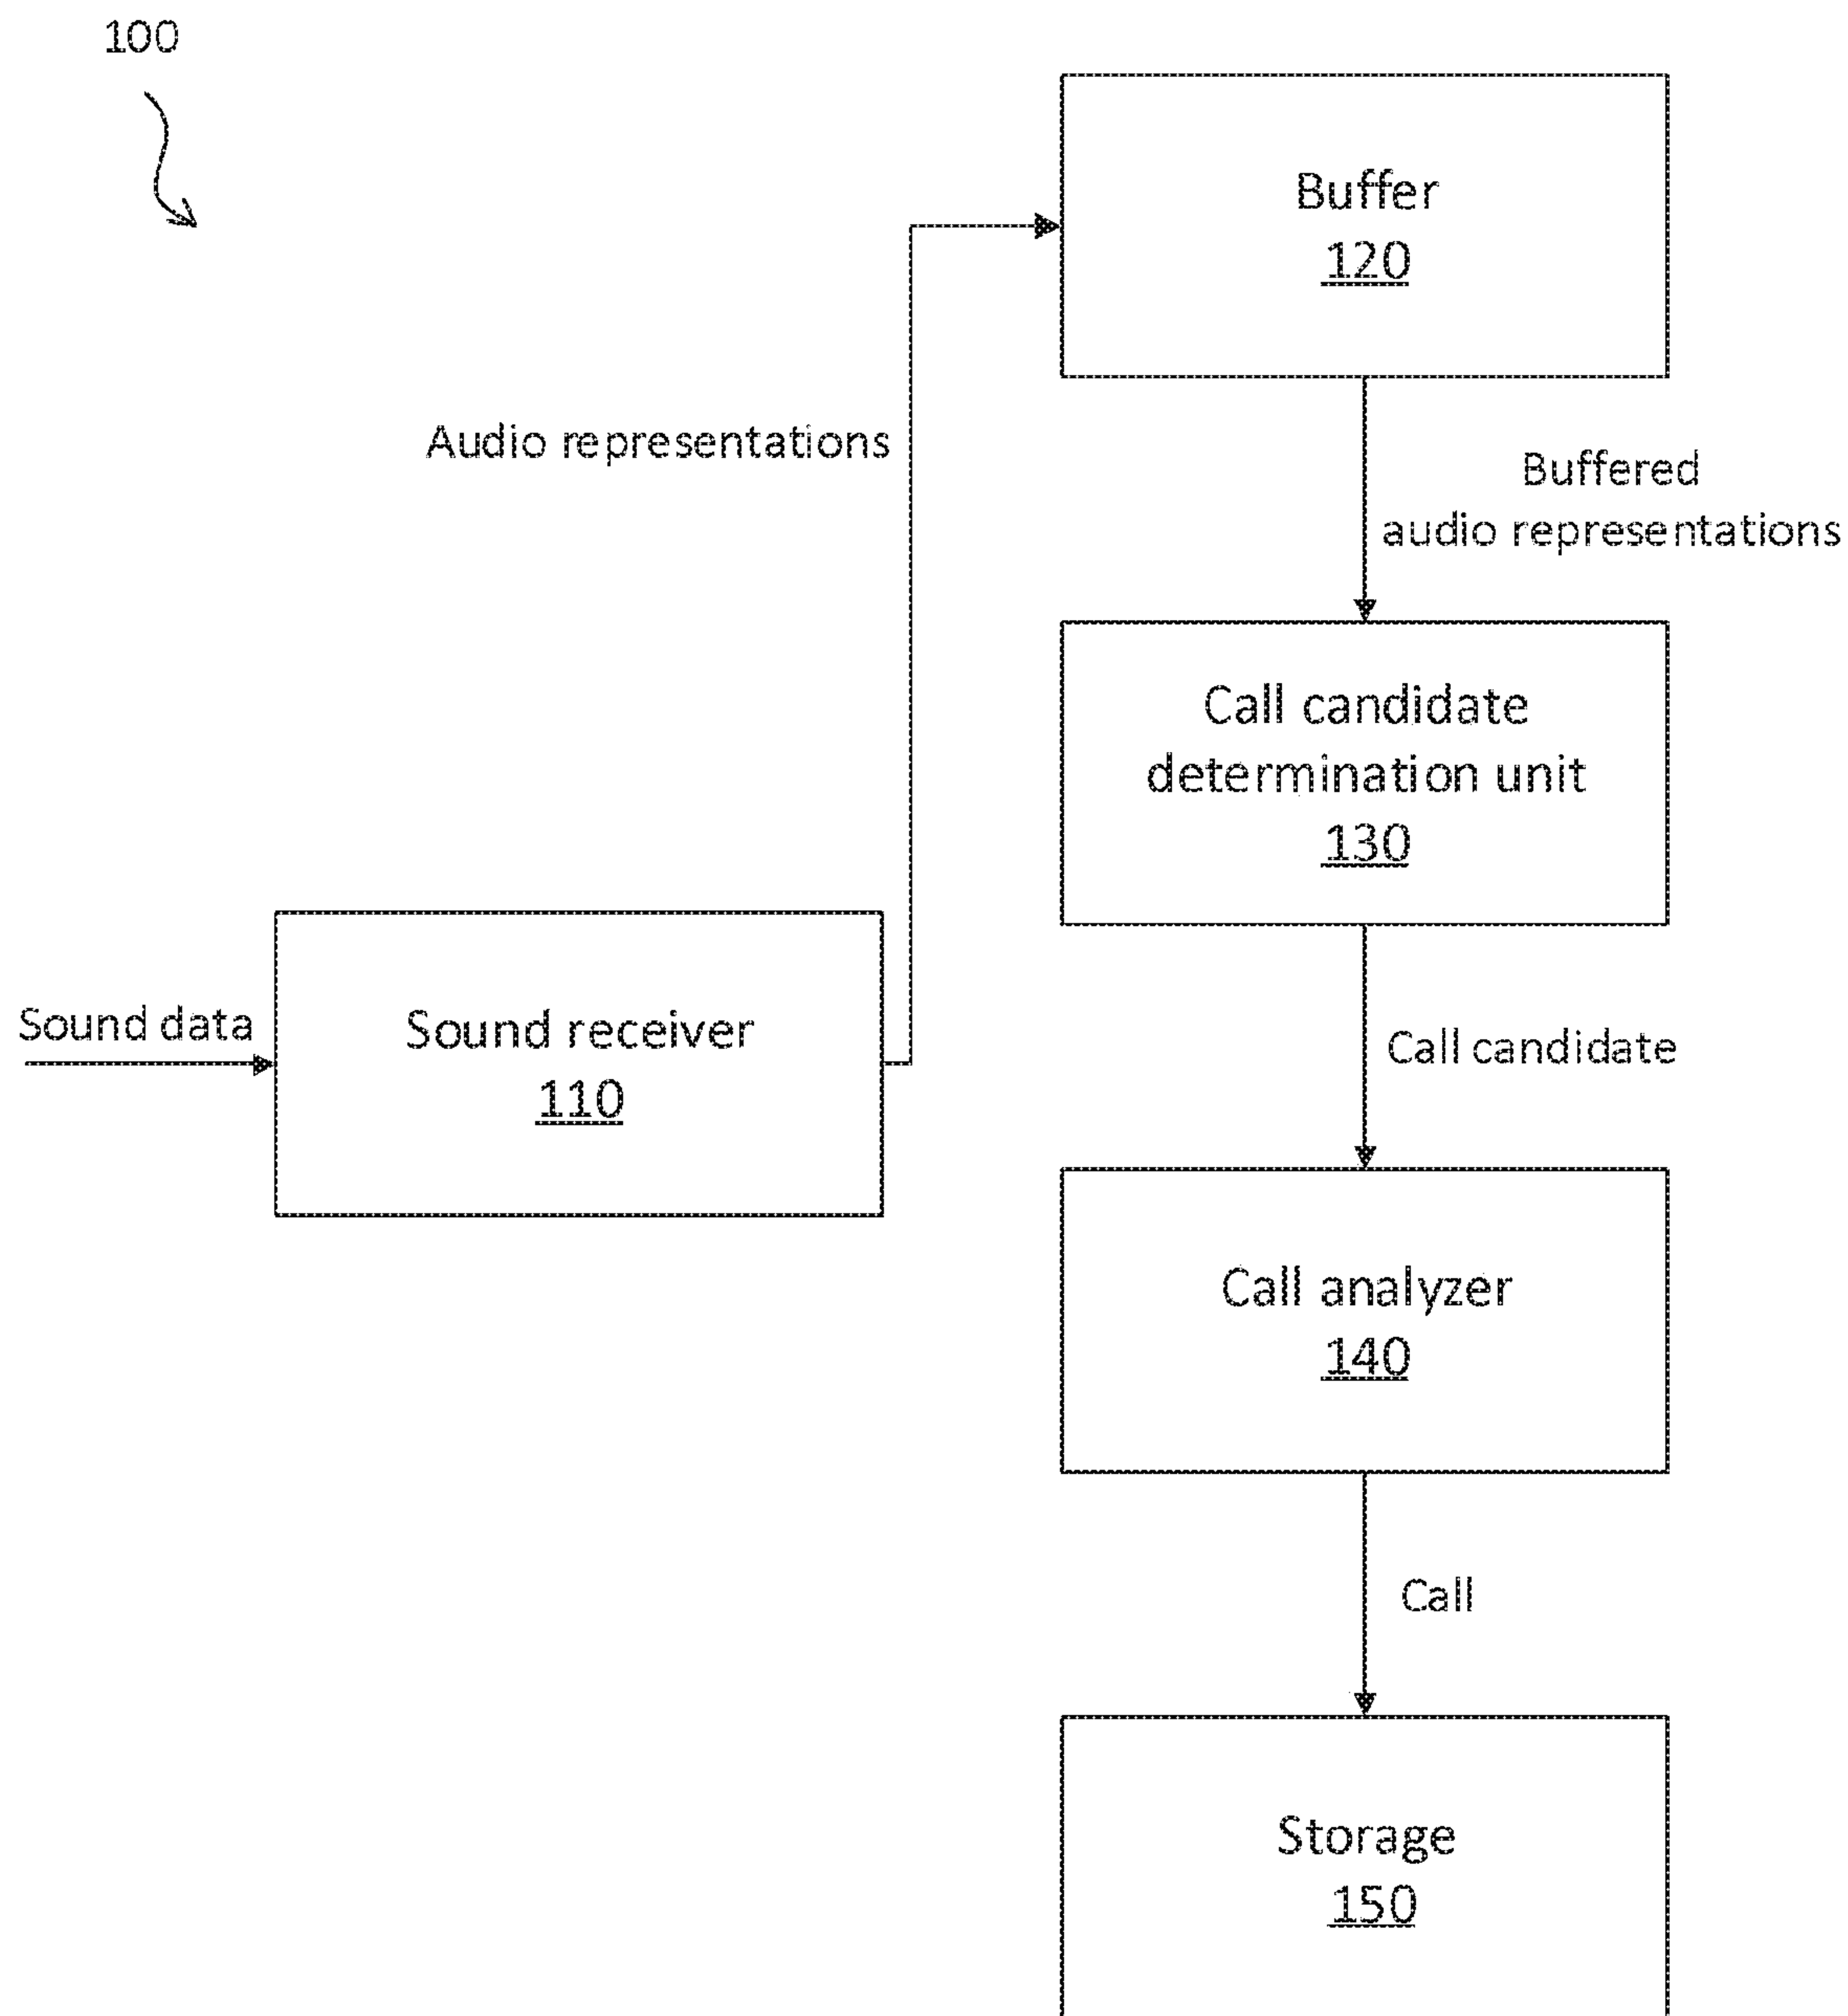 100
Buffer
120
Audio representations
Buffered
audio representations
Call candidate
determination unit
130
Sound data
Sound receiver
110
Call candidate
Call analyzer
140
Call
Storage
150